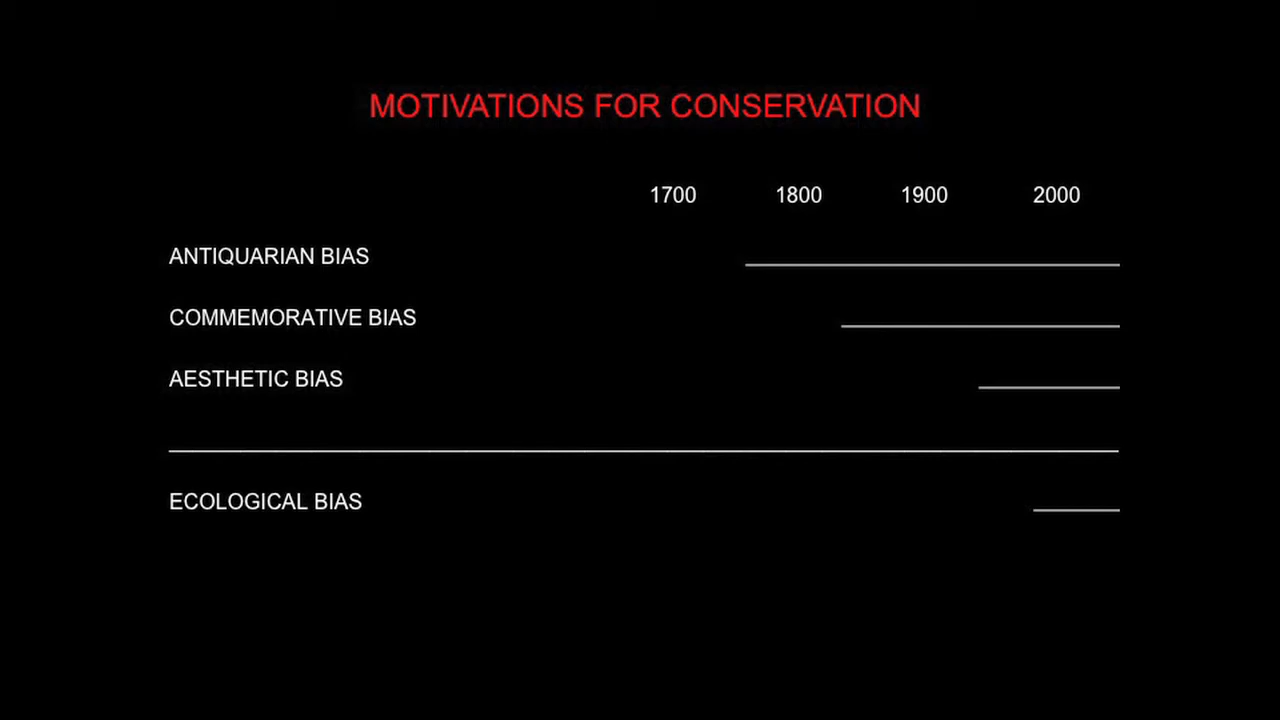 MOTIVATIONS FOR CONSERVATION
1700 1800 1900 2000
ANTIQUARIAN BIAS
COMMEMORATIVE BIAS
AESTHETIC BIAS
ECOLOGICAL BIAS